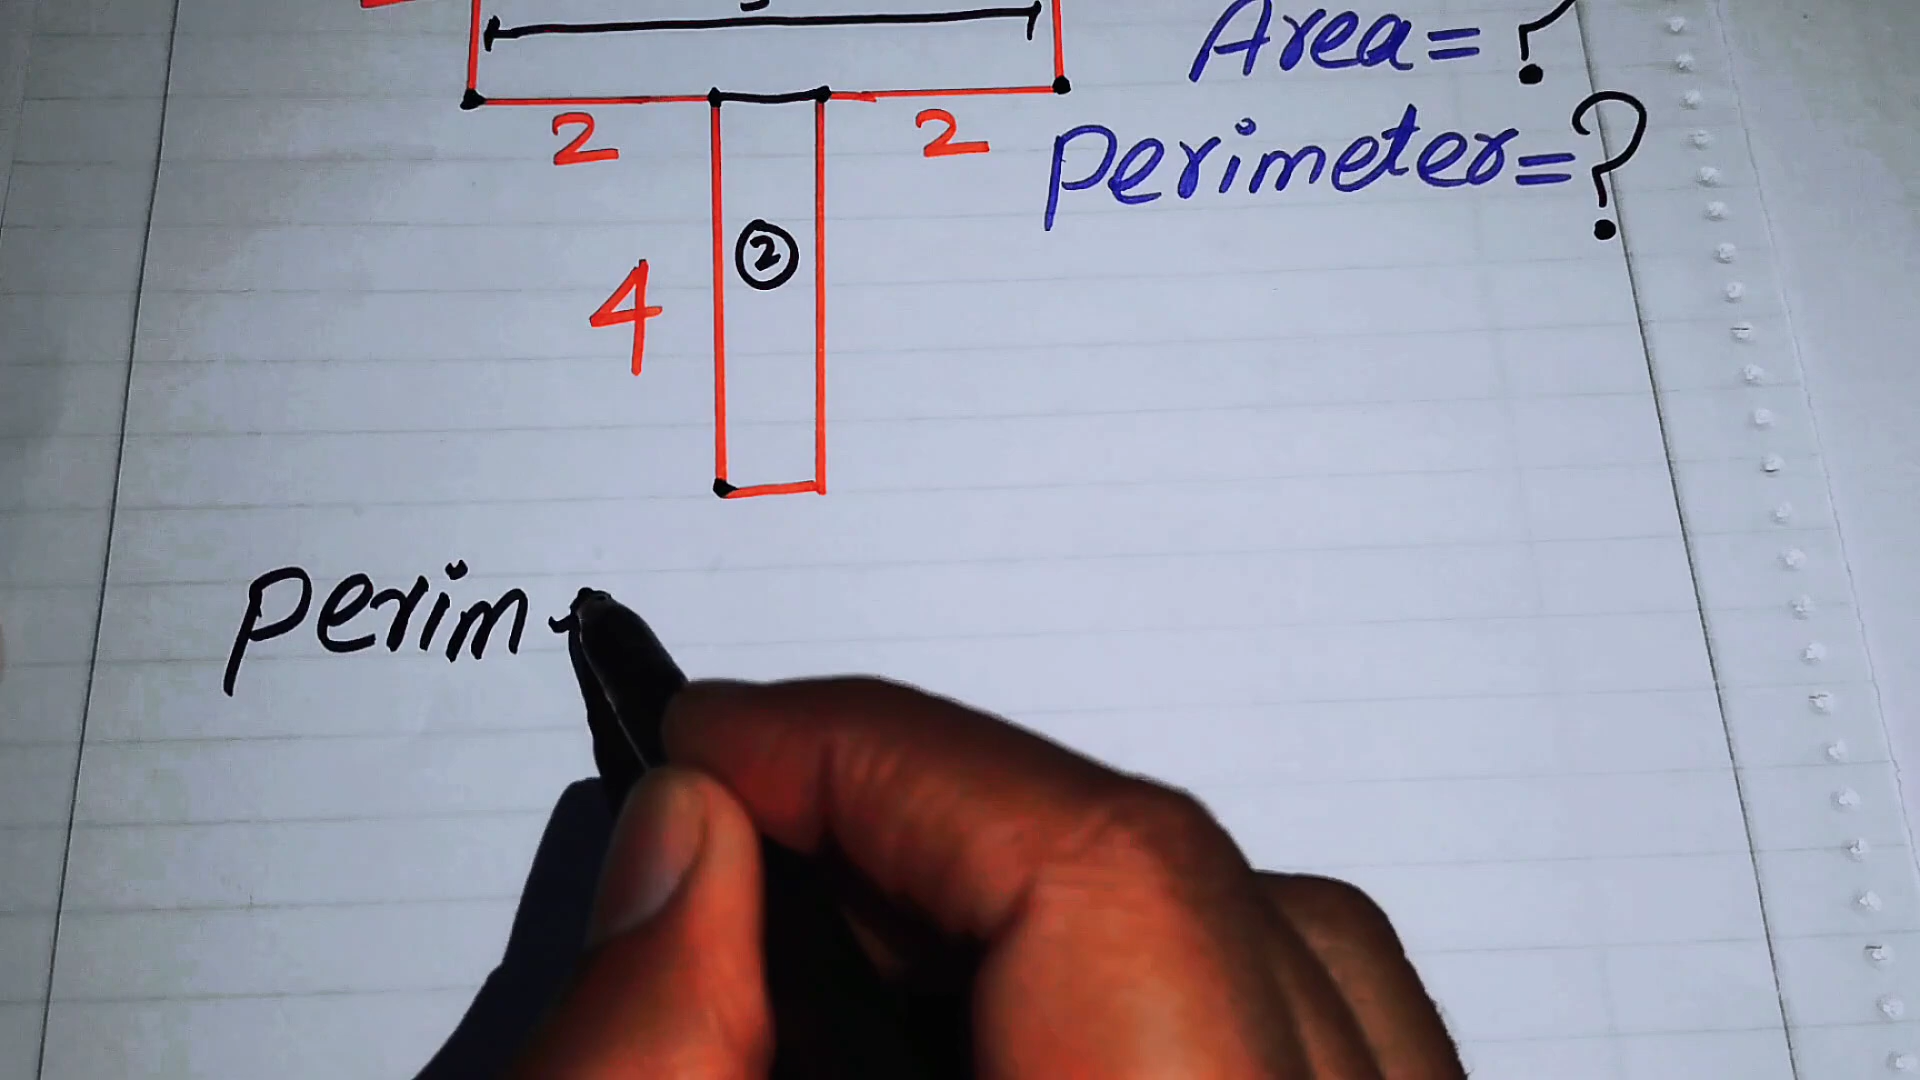 Area = ?
2
2
perimeter = ?
2
4
perim